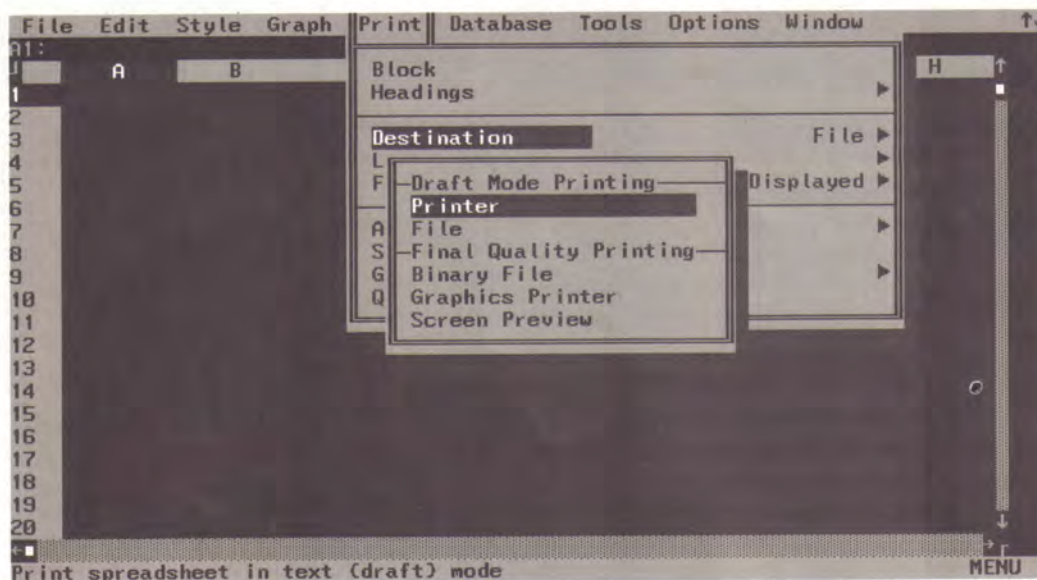 File Edit Style Graph Print Database Tools Options Window ↑
A1:
A B H
Block
Headings
Destination File
L
F Displayed
A
S
G
Q
Draft Mode Printing
Printer
File
Final Quality Printing
Binary File
Graphics Printer
Screen Preview
1
2
3
4
5
6
7
8
9
10
11
12
13
14
15
16
17
18
19
20
Print spreadsheet in text (draft) mode MENU